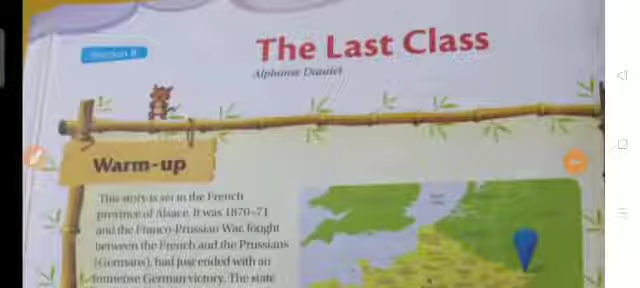 Section 8
The Last Class
Alphonse Daudet
Warm-up
This story is set in the French
province of Alsace. It was 1870–71
and the Franco-Prussian War, fought
between the French and the Prussians
(Germans), had just ended with an
immense German victory. The state